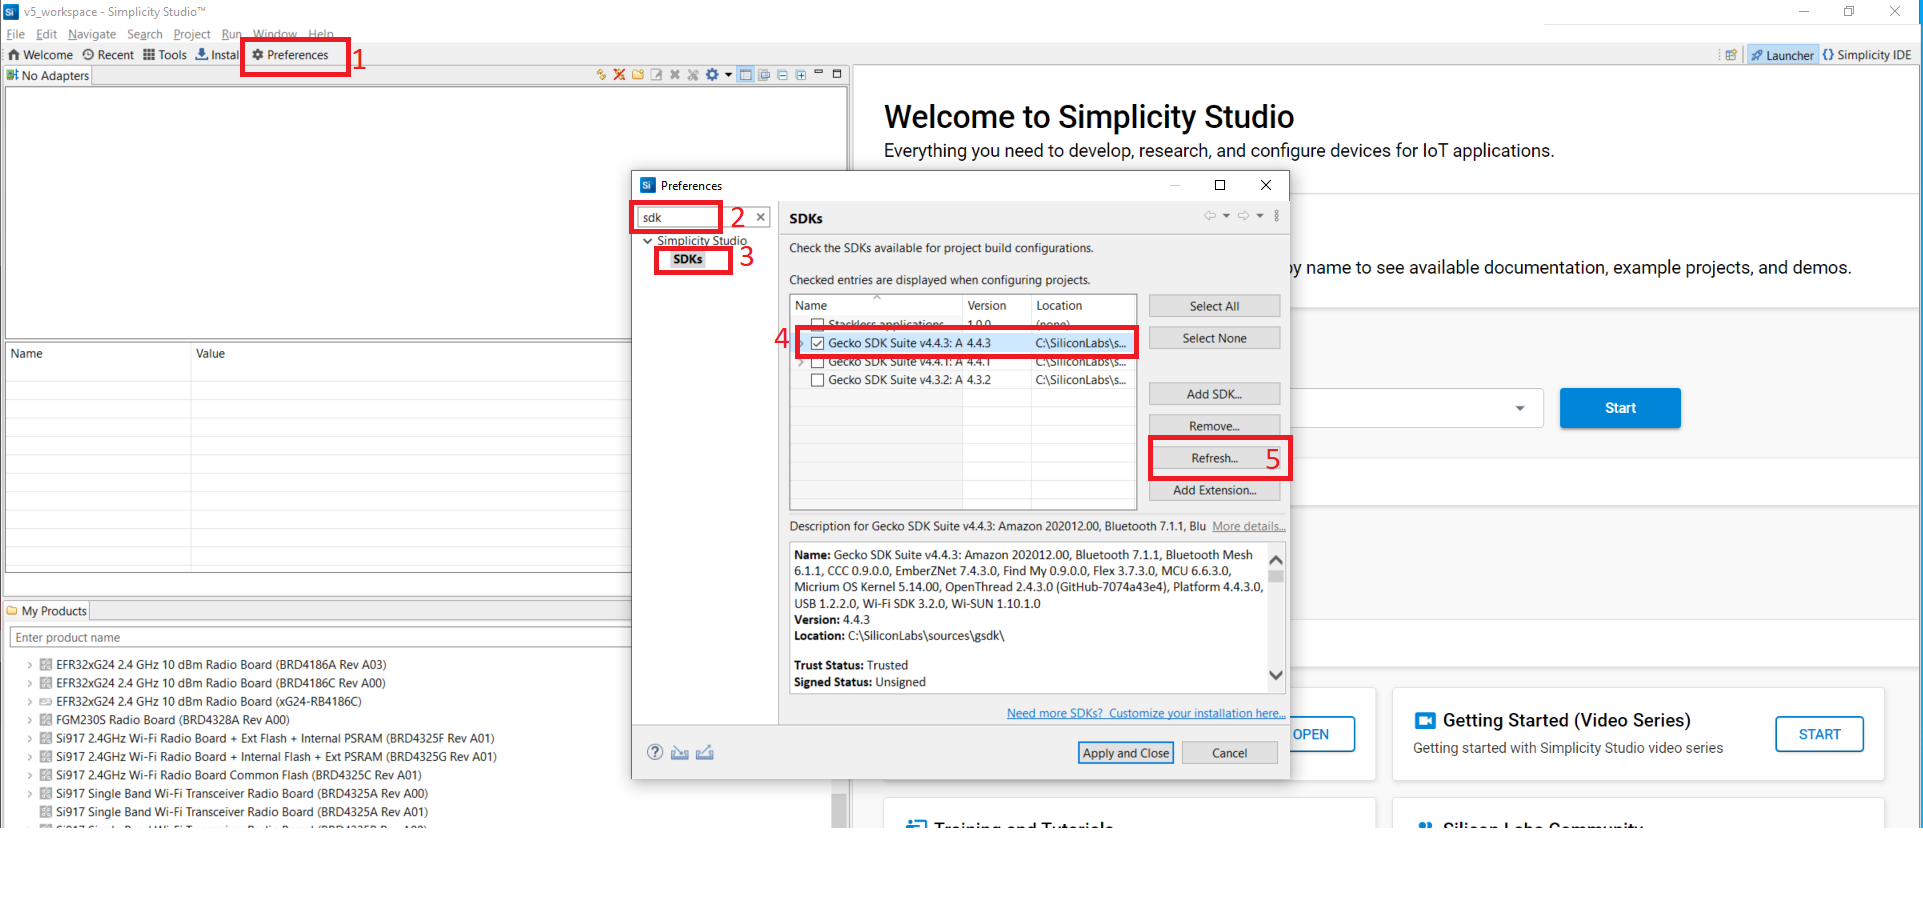 v5_workspace - Simplicity Studio™
File Edit Navigate Search Project Run Window Help
Welcome Recent Tools Instal Preferences 1
Launcher Simplicity IDE
No Adapters
Name Value
My Products
Enter product name
EFR32xG24 2.4 GHz 10 dBm Radio Board (BRD4186A Rev A03)
EFR32xG24 2.4 GHz 10 dBm Radio Board (BRD4186C Rev A00)
EFR32xG24 2.4 GHz 10 dBm Radio Board (xG24-RB4186C)
FGM230S Radio Board (BRD4328A Rev A00)
Si917 2.4GHz Wi-Fi Radio Board + Ext Flash + Internal PSRAM (BRD4325F Rev A01)
Si917 2.4GHz Wi-Fi Radio Board + Internal Flash + Ext PSRAM (BRD4325G Rev A01)
Si917 2.4GHz Wi-Fi Radio Board Common Flash (BRD4325C Rev A01)
Si917 Single Band Wi-Fi Transceiver Radio Board (BRD4325A Rev A00)
Si917 Single Band Wi-Fi Transceiver Radio Board (BRD4325A Rev A01)
Welcome to Simplicity Studio
Everything you need to develop, research, and configure devices for IoT applications.
by name to see available documentation, example projects, and demos.
Start
Si Preferences
sdk 2
Simplicity Studio
SDKs 3
SDKs
Check the SDKs available for project build configurations.
Checked entries are displayed when configuring projects.
Name Version Location
Stackless applications 1.0.0 (none)
4 Gecko SDK Suite v4.4.3: A 4.4.3 C:\SiliconLabs\s...
Gecko SDK Suite v4.4.1: A 4.4.1 C:\SiliconLabs\s...
Gecko SDK Suite v4.3.2: A 4.3.2 C:\SiliconLabs\s...
Select All
Select None
Add SDK...
Remove...
Refresh... 5
Add Extension...
Description for Gecko SDK Suite v4.4.3: Amazon 202012.00, Bluetooth 7.1.1, Blu More details...
Name: Gecko SDK Suite v4.4.3: Amazon 202012.00, Bluetooth 7.1.1, Bluetooth Mesh
6.1.1, CCC 0.9.0.0, EmberZNet 7.4.3.0, Find My 0.9.0.0, Flex 3.7.3.0, MCU 6.6.3.0,
Micrium OS Kernel 5.14.00, OpenThread 2.4.3.0 (GitHub-7074a43e4), Platform 4.4.3.0,
USB 1.2.2.0, Wi-Fi SDK 3.2.0, Wi-SUN 1.10.1.0
Version: 4.4.3
Location: C:\SiliconLabs\sources\gsdk\
Trust Status: Trusted
Signed Status: Unsigned
Need more SDKs? Customize your installation here...
Apply and Close Cancel
OPEN
Getting Started (Video Series)
Getting started with Simplicity Studio video series
START
Training and Tutorials
Silicon Labs Community